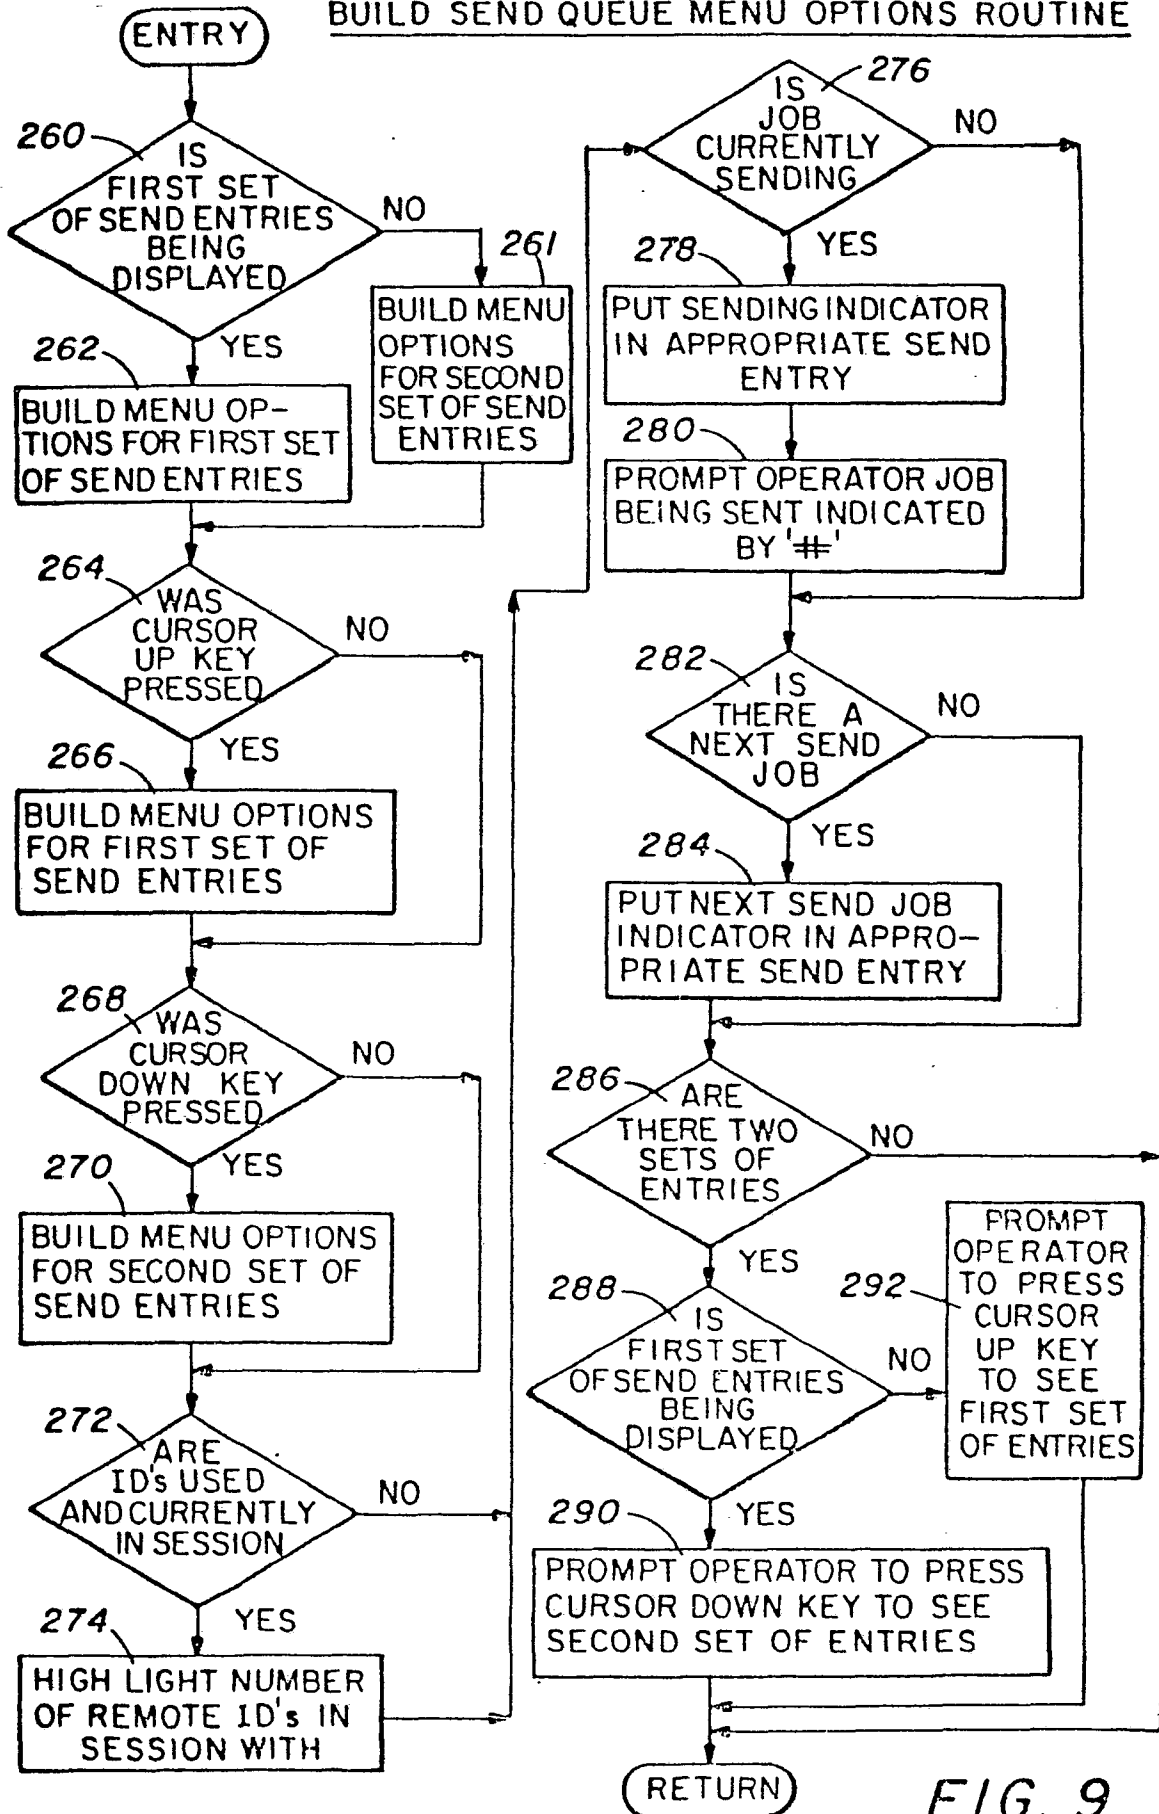 BUILD SEND QUEUE MENU OPTIONS ROUTINE
ENTRY
260
IS
FIRST SET
OF SEND ENTRIES
BEING
DISPLAYED
NO
YES
261
BUILD MENU
OPTIONS
FOR SECOND
SET OF SEND
ENTRIES
262
BUILD MENU OP-
TIONS FOR FIRST SET
OF SEND ENTRIES
264
WAS
CURSOR
UP KEY
PRESSED
NO
YES
266
BUILD MENU OPTIONS
FOR FIRST SET OF
SEND ENTRIES
268
WAS
CURSOR
DOWN KEY
PRESSED
NO
YES
270
BUILD MENU OPTIONS
FOR SECOND SET OF
SEND ENTRIES
272
ARE
ID's USED
AND CURRENTLY
IN SESSION
NO
YES
274
HIGH LIGHT NUMBER
OF REMOTE ID's IN
SESSION WITH
276
IS
JOB
CURRENTLY
SENDING
NO
YES
278
PUT SENDING INDICATOR
IN APPROPRIATE SEND
ENTRY
280
PROMPT OPERATOR JOB
BEING SENT INDICATED
BY '#'
282
IS
THERE A
NEXT SEND
JOB
NO
YES
284
PUT NEXT SEND JOB
INDICATOR IN APPRO-
PRIATE SEND ENTRY
286
ARE
THERE TWO
SETS OF
ENTRIES
NO
YES
288
IS
FIRST SET
OF SEND ENTRIES
BEING
DISPLAYED
NO
YES
292
PROMPT
OPERATOR
TO PRESS
CURSOR
UP KEY
TO SEE
FIRST SET
OF ENTRIES
290
PROMPT OPERATOR TO PRESS
CURSOR DOWN KEY TO SEE
SECOND SET OF ENTRIES
RETURN
FIG. 9